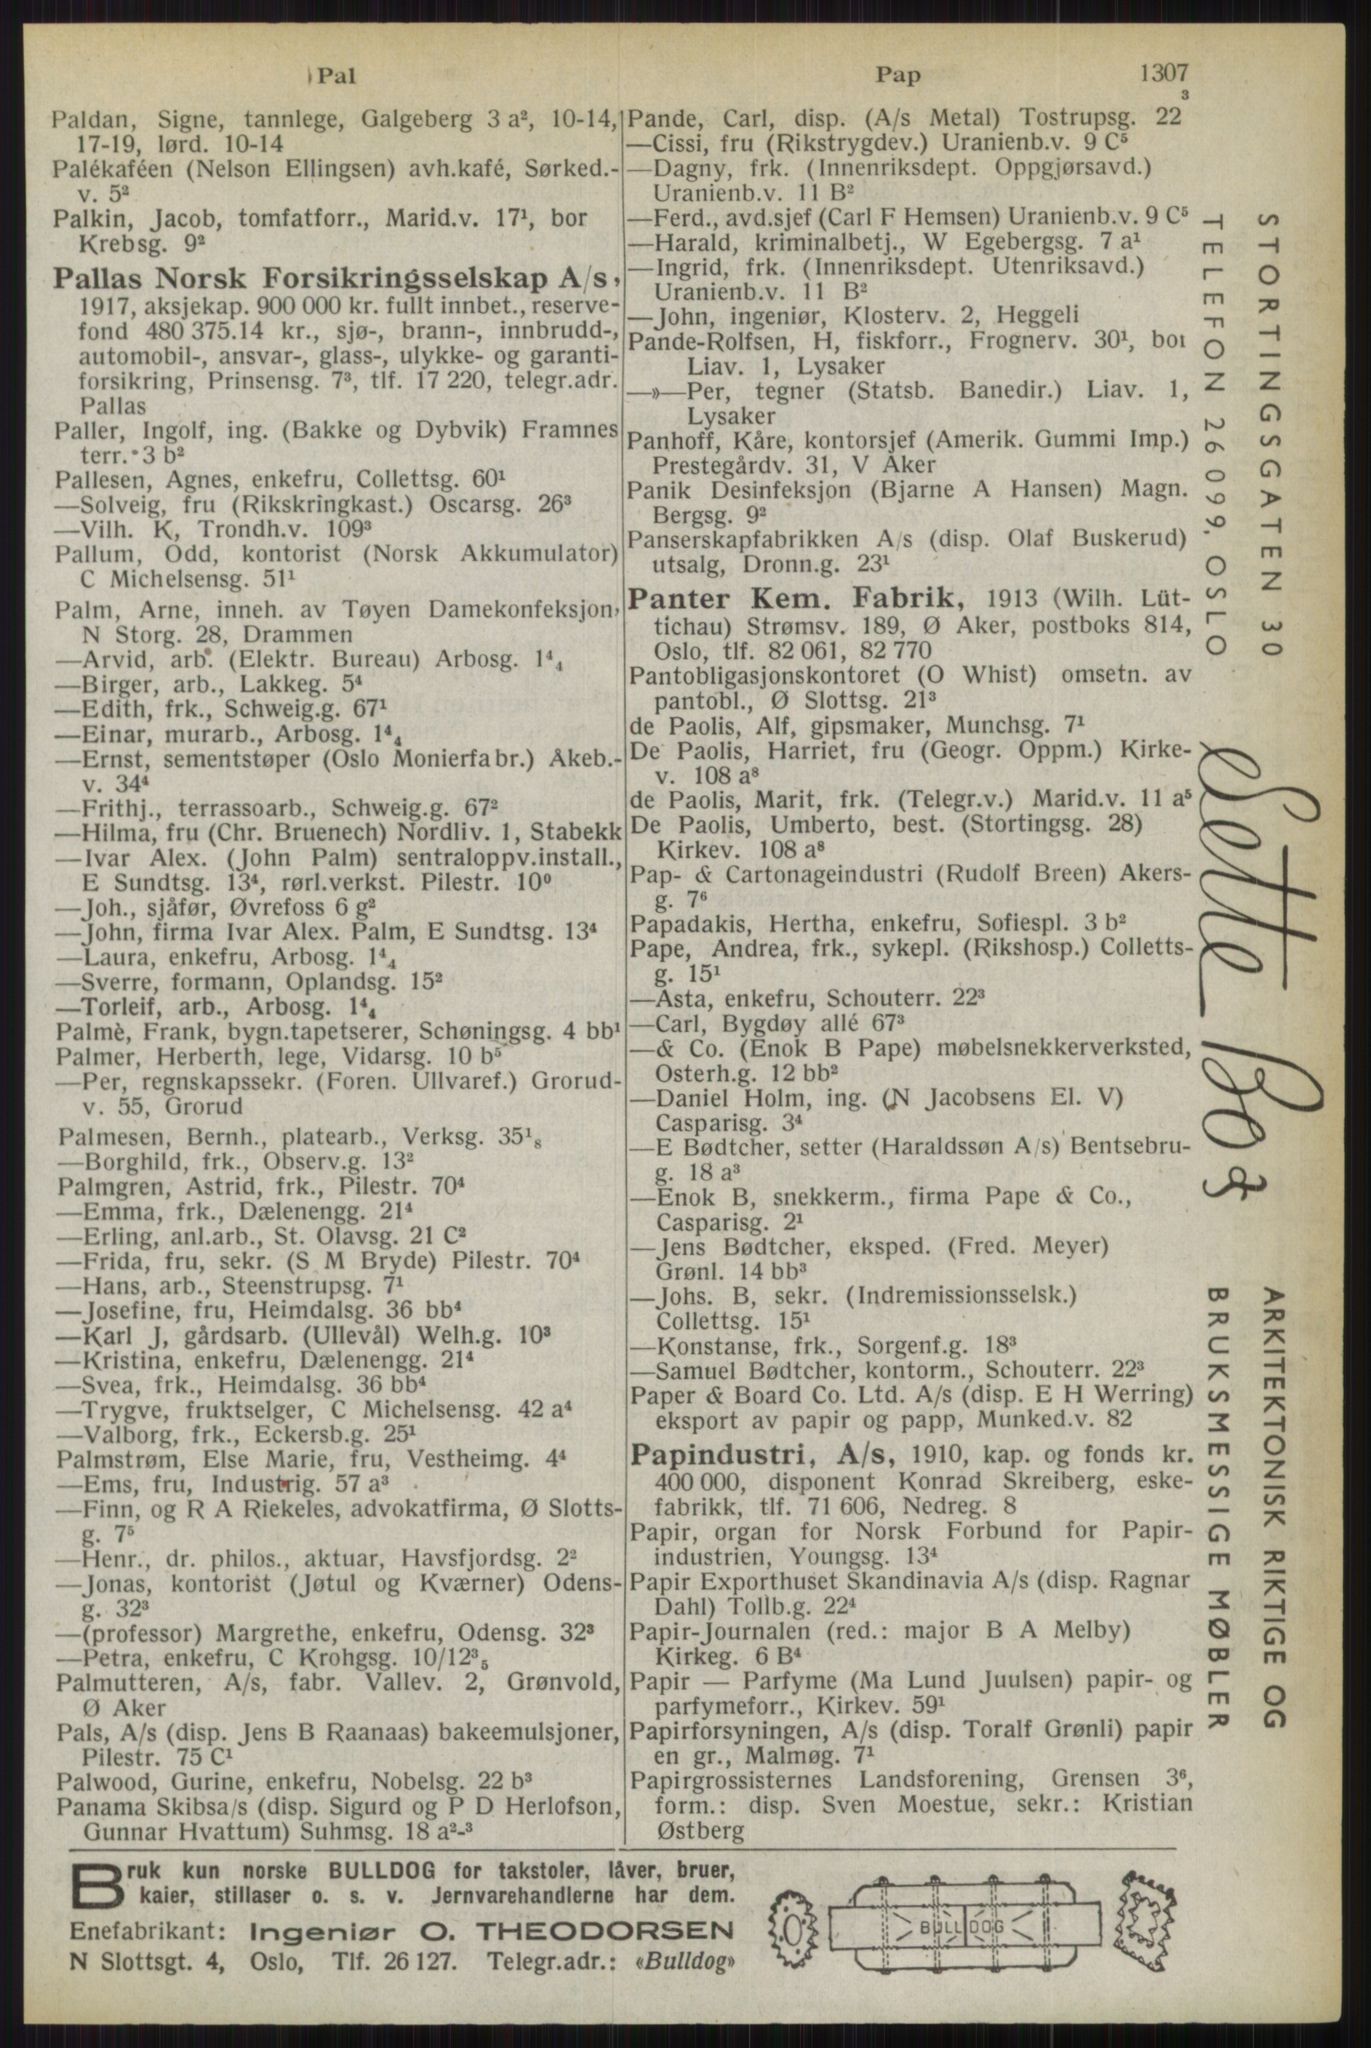 Pal
Pap 1307
Paldan, Signe, tannlege, Galgeberg 3 a², 10-14,
17-19, lørd. 10-14
Palékaféen (Nelson Ellingsen) avh.kafé, Sørked.-
v. 5²
Palkin, Jacob, tomfatforr., Marid.v. 17¹, bor
Krebsg. 9²
Pallas Norsk Forsikringsselskap A/s,
1917, aksjekap. 900 000 kr. fullt innbet., reserve-
fond 480 375.14 kr., sjø-, brann-, innbrudd-,
automobil-, ansvar-, glass-, ulykke- og garanti-
forsikring, Prinsensg. 7³, tlf. 17 220, telegr.adr.
Pallas
Paller, Ingolf, ing. (Bakke og Dybvik) Framnes
terr. 3 b²
Pallesen, Agnes, enkefru, Collettsg. 60¹
—Solveig, fru (Rikskringkast.) Oscarsg. 26³
—Vilh. K, Trondh.v. 109³
Pallum, Odd, kontorist (Norsk Akkumulator)
C Michelsensg. 51¹
Palm, Arne, inneh. av Tøyen Damekonfeksjon,
N Storg. 28, Drammen
—Arvid, arb. (Elektr. Bureau) Arbosg. 1⁴₄
—Birger, arb., Lakkeg. 5⁴
—Edith, frk., Schweig.g. 67¹
—Einar, murarb., Arbosg. 1⁴₄
—Ernst, sementstøper (Oslo Monierfabr.) Åkeb.-
v. 34⁴
—Frithj., terrassoarb., Schweig.g. 67²
—Hilma, fru (Chr. Bruenech) Nordliv. 1, Stabekk
—Ivar Alex. (John Palm) sentraloppv.install.,
E Sundtsg. 13⁴, rørl.verkst. Pilestr. 10⁰
—Joh., sjåfør, Øvrefoss 6 g²
—John, firma Ivar Alex. Palm, E Sundtsg. 13⁴
—Laura, enkefru, Arbosg. 1⁴₄
—Sverre, formann, Oplandsg. 15²
—Torleif, arb., Arbosg. 1⁴₄
Palmè, Frank, bygn.tapetserer, Schøningsg. 4 bb¹
Palmer, Herberth, lege, Vidarsg. 10 b⁵
—Per, regnskapssekr. (Foren. Ullvaref.) Grorud-
v. 55, Grorud
Palmesen, Bernh., platearb., Verksg. 35¹₈
—Borghild, frk., Observ.g. 13²
Palmgren, Astrid, frk., Pilestr. 70⁴
—Emma, frk., Dælenengg. 21⁴
—Erling, anl.arb., St. Olavsg. 21 C²
—Frida, fru, sekr. (S M Bryde) Pilestr. 70⁴
—Hans, arb., Steenstrupsg. 7¹
—Josefine, fru, Heimdalsg. 36 bb⁴
—Karl J, gårdsarb. (Ullevål) Welh.g. 10³
—Kristina, enkefru, Dælenengg. 21⁴
—Svea, frk., Heimdalsg. 36 bb⁴
—Trygve, fruktselger, C Michelsensg. 42 a⁴
—Valborg, frk., Eckersb.g. 25¹
Palmstrøm, Else Marie, fru, Vestheimg. 4⁴
—Ems, fru, Industrig. 57 a³
—Finn, og R A Riekeles, advokatfirma, Ø Slotts-
g. 7⁵
—Henr., dr. philos., aktuar, Havsfjordsg. 2²
—Jonas, kontorist (Jøtul og Kværner) Odens-
g. 32³
—(professor) Margrethe, enkefru, Odensg. 32³
—Petra, enkefru, C Krohgsg. 10/12³₅
Palmutteren, A/s, fabr. Vallev. 2, Grønvold,
Ø Aker
Pals, A/s (disp. Jens B Raanaas) bakeemulsjoner,
Pilestr. 75 C¹
Palwood, Gurine, enkefru, Nobelsg. 22 b³
Panama Skibsa/s (disp. Sigurd og P D Herlofson,
Gunnar Hvattum) Suhmsg. 18 a²-³
3
Pande, Carl, disp. (A/s Metal) Tostrupsg. 22
—Cissi, fru (Rikstrygdev.) Uranienb.v. 9 C⁵
—Dagny, frk. (Innenriksdept. Oppgjørsavd.)
Uranienb.v. 11 B²
—Ferd., avd.sjef (Carl F Hemsen) Uranienb.v. 9 C⁵
—Harald, kriminalbetj., W Egebergsg. 7 a¹
—Ingrid, frk. (Innenriksdept. Utenriksavd.)
Uranienb.v. 11 B²
—John, ingeniør, Klosterv. 2, Heggeli
Pande-Rolfsen, H, fiskforr., Frognerv. 30¹, bor
Liav. 1, Lysaker
—»—Per, tegner (Statsb. Banedir.) Liav. 1,
Lysaker
Panhoff, Kåre, kontorsjef (Amerik. Gummi Imp.)
Prestegårdv. 31, V Aker
Panik Desinfeksjon (Bjarne A Hansen) Magn.
Bergsg. 9²
Panserskapfabrikken A/s (disp. Olaf Buskerud)
utsalg, Dronn.g. 23¹
Panter Kem. Fabrik, 1913 (Wilh. Lüt-
tichau) Strømsv. 189, Ø Aker, postboks 814,
Oslo, tlf. 82 061, 82 770
Pantobligasjonskontoret (O Whist) omsetn. av
pantobl., Ø Slottsg. 21³
de Paolis, Alf, gipsmaker, Munchsg. 7¹
De Paolis, Harriet, fru (Geogr. Oppm.) Kirke-
v. 108 a⁸
de Paolis, Marit, frk. (Telegr.v.) Marid.v. 11 a⁵
De Paolis, Umberto, best. (Stortingsg. 28)
Kirkev. 108 a⁸
Pap- & Cartonageindustri (Rudolf Breen) Akers-
g. 7⁶
Papadakis, Hertha, enkefru, Sofiespl. 3 b²
Pape, Andrea, frk., sykepl. (Rikshosp.) Colletts-
g. 15¹
—Asta, enkefru, Schouterr. 22³
—Carl, Bygdøy allé 67³
—& Co. (Enok B Pape) møbelsnekkerverksted,
Osterh.g. 12 bb²
—Daniel Holm, ing. (N Jacobsens El. V)
Casparisg. 3⁴
—E Bødtcher, setter (Haraldssøn A/s) Bentsebru-
g. 18 a³
—Enok B, snekkerm., firma Pape & Co.,
Casparisg. 2¹
—Jens Bødtcher, eksped. (Fred. Meyer)
Grønl. 14 bb³
—Johs. B, sekr. (Indremissionsselsk.)
Collettsg. 15¹
—Konstanse, frk., Sorgenf.g. 18³
—Samuel Bødtcher, kontorm., Schouterr. 22³
Paper & Board Co. Ltd. A/s (disp. E H Werring)
eksport av papir og papp, Munked.v. 82
Papindustri, A/s, 1910, kap. og fonds kr.
400 000, disponent Konrad Skreiberg, eske-
fabrikk, tlf. 71 606, Nedreg. 8
Papir, organ for Norsk Forbund for Papir-
industrien, Youngsg. 13⁴
Papir Exporthuset Skandinavia A/s (disp. Ragnar
Dahl) Tollb.g. 22⁴
Papir-Journalen (red.: major B A Melby)
Kirkeg. 6 B⁴
Papir — Parfyme (Ma Lund Juulsen) papir- og
parfymeforr., Kirkev. 59¹
Papirforsyningen, A/s (disp. Toralf Grønli) papir
en gr., Malmøg. 7¹
Papirgrossisternes Landsforening, Grensen 3⁶,
form.: disp. Sven Moestue, sekr.: Kristian
Østberg
STORTINGSGATEN 30
TELEFON 26 099, OSLO
Sette Bo?
ARKITEKTONISK RIKTIGE OG
BRUKSMESSIGE MØBLER
Bruk kun norske BULLDOG for takstoler, låver, bruer,
kaier, stillaser o. s. v. Jernvarehandlerne har dem.
Enefabrikant: Ingeniør O. THEODORSEN
N Slottsgt. 4, Oslo, Tlf. 26 127. Telegr.adr.: «Bulldog»
BULLDOG